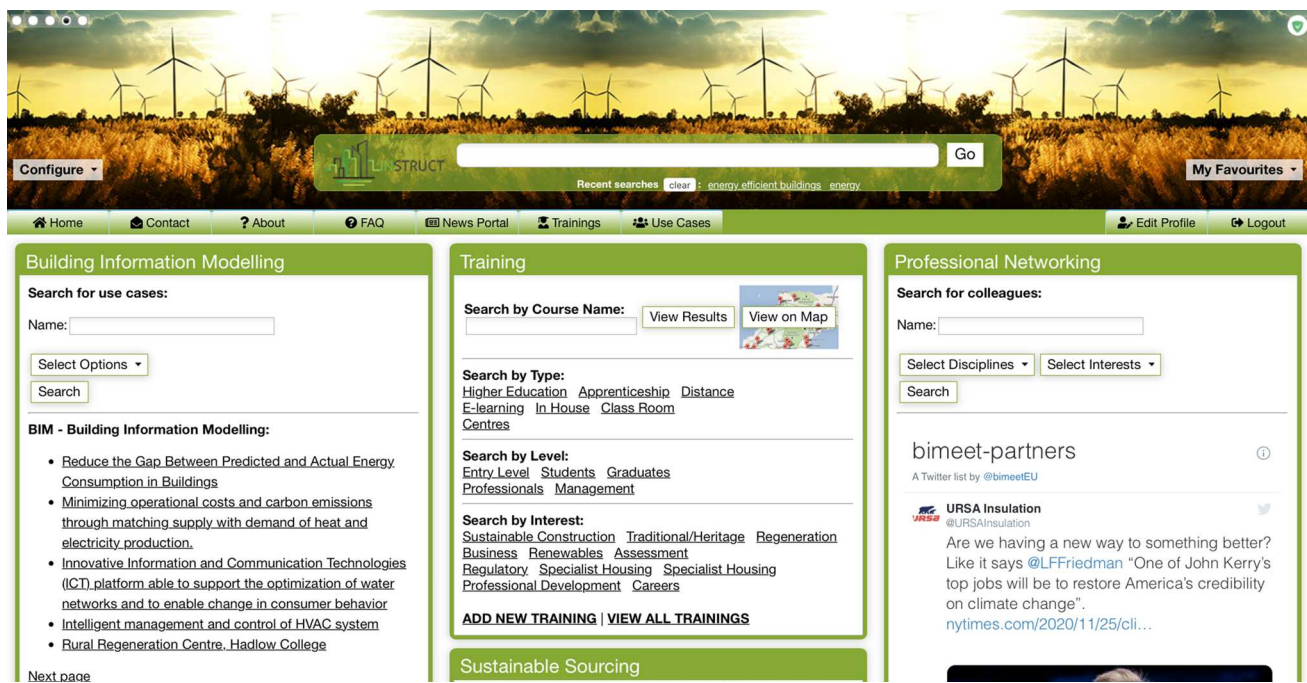 INSTRUCT
Go
Configure
My Favourites
Recent searches clear : energy efficient buildings energy
Home Contact ? About FAQ News Portal Trainings Use Cases Edit Profile Logout
Building Information Modelling
Search for use cases:
Name:
Select Options
Search
BIM - Building Information Modelling:
Reduce the Gap Between Predicted and Actual Energy
Consumption in Buildings
Minimizing operational costs and carbon emissions
through matching supply with demand of heat and
electricity production.
Innovative Information and Communication Technologies
(ICT) platform able to support the optimization of water
networks and to enable change in consumer behavior
Intelligent management and control of HVAC system
Rural Regeneration Centre, Hadlow College
Next page
Training
Search by Course Name:
View Results
View on Map
Search by Type:
Higher Education Apprenticeship Distance
E-learning In House Class Room
Centres
Search by Level:
Entry Level Students Graduates
Professionals Management
Search by Interest:
Sustainable Construction Traditional/Heritage Regeneration
Business Renewables Assessment
Regulatory Specialist Housing Specialist Housing
Professional Development Careers
ADD NEW TRAINING | VIEW ALL TRAININGS
Sustainable Sourcing
Professional Networking
Search for colleagues:
Name:
Select Disciplines Select Interests
Search
bimeet-partners
A Twitter list by @bimeetEU
URSA
URSA Insulation
@URSAInsulation
Are we having a new way to something better?
Like it says @LFFriedman “One of John Kerry’s
top jobs will be to restore America’s credibility
on climate change”.
nytimes.com/2020/11/25/cli…